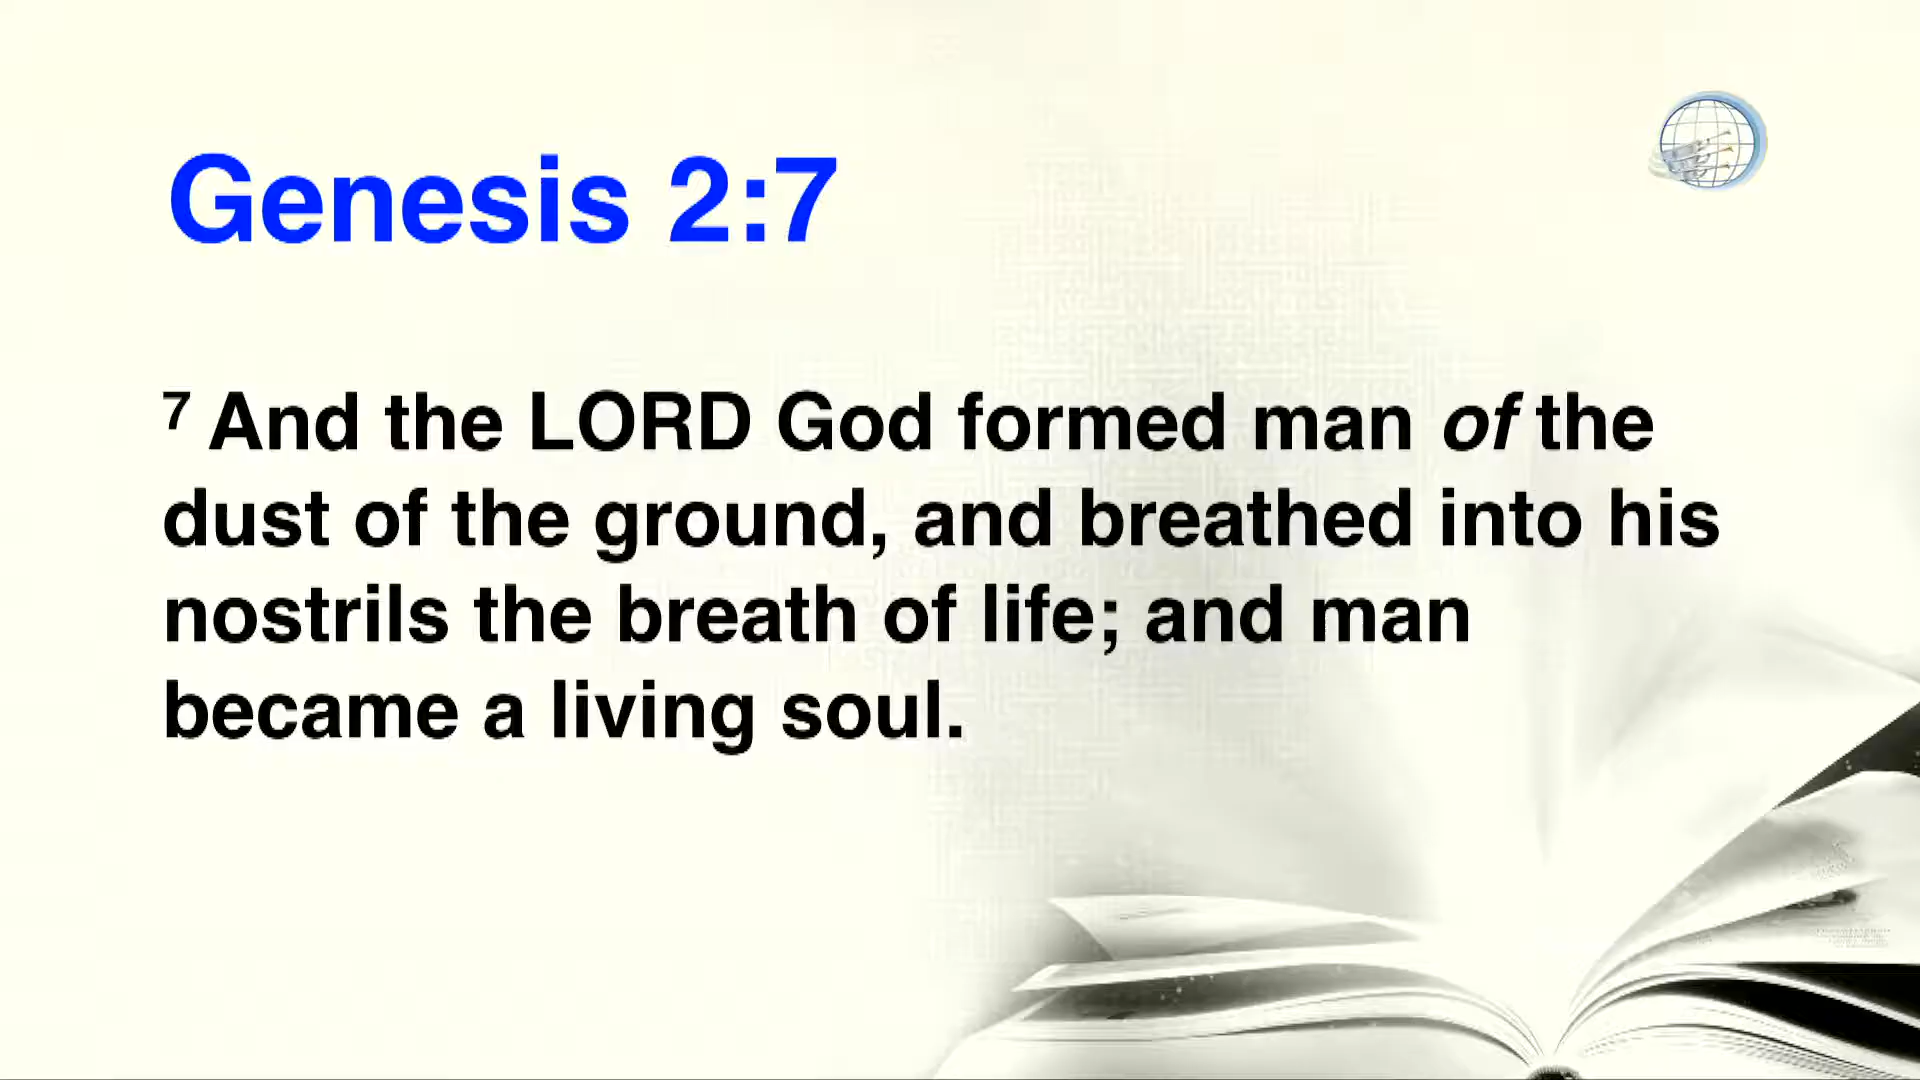 Genesis 2:7
7 And the LORD God formed man of the
dust of the ground, and breathed into his
nostrils the breath of life; and man
became a living soul.